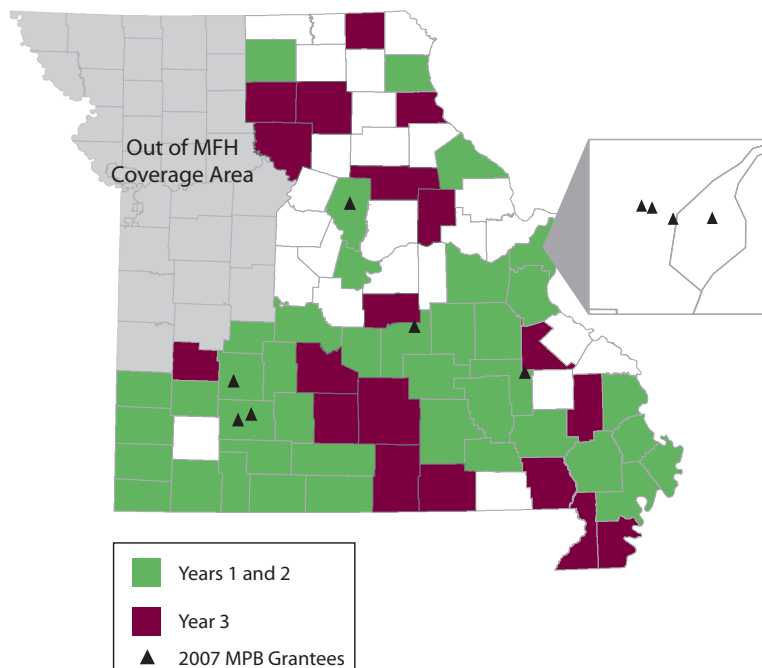 Out of MFH
Coverage Area
Years 1 and 2
Year 3
2007 MPB Grantees